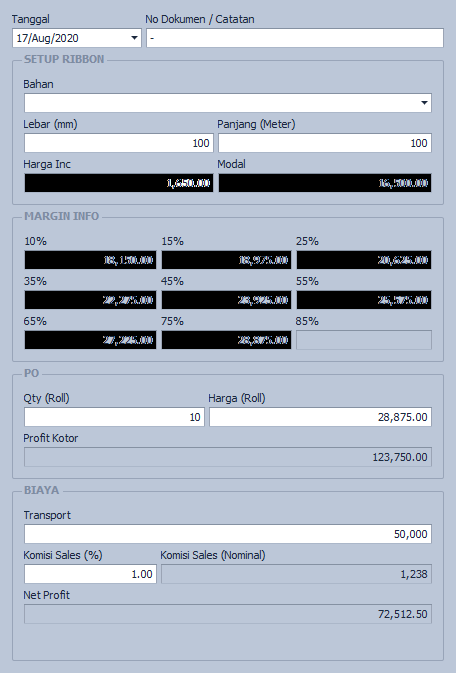 Tanggal No Dokumen / Catatan
17/Aug/2020 -
SETUP RIBBON
Bahan
Lebar (mm) Panjang (Meter)
100 100
Harga Inc Modal
1,650.00 16,500.00
MARGIN INFO
10% 15% 25%
18,150.00 18,975.00 20,625.00
35% 45% 55%
22,275.00 23,925.00 25,575.00
65% 75% 85%
27,225.00 28,875.00
PO
Qty (Roll) Harga (Roll)
10 28,875.00
Profit Kotor
123,750.00
BIAYA
Transport
50,000
Komisi Sales (%) Komisi Sales (Nominal)
1.00 1,238
Net Profit
72,512.50